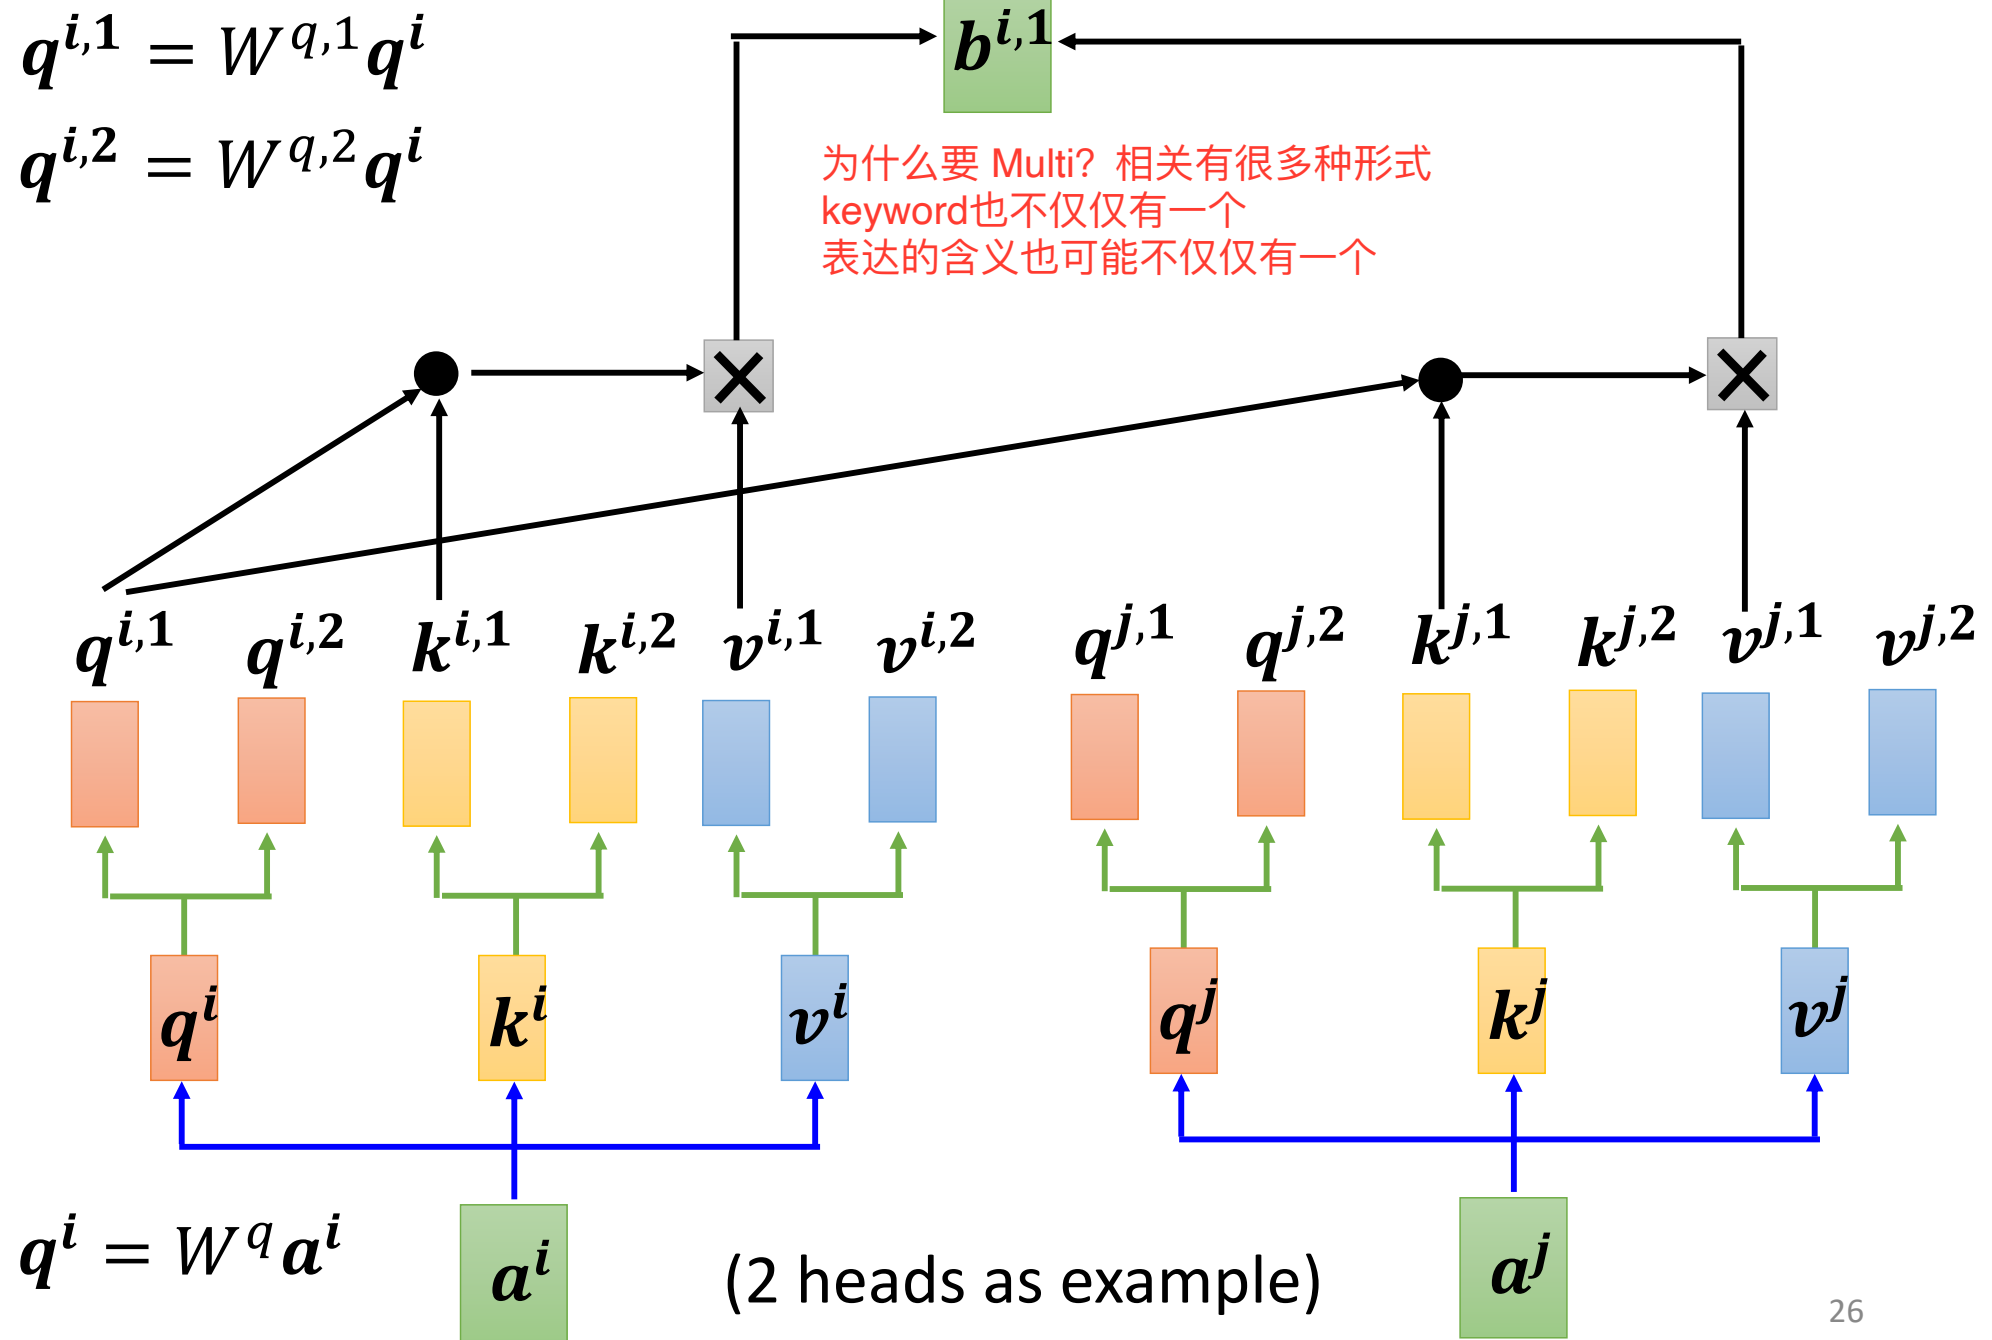 q^{i,1} = W^{q,1}q^i
q^{i,2} = W^{q,2}q^i
b^{i,1}
为什么要 Multi? 相关有很多种形式
keyword也不仅仅有一个
表达的含义也可能不仅仅有一个
q^{i,1} q^{i,2} k^{i,1} k^{i,2} v^{i,1} v^{i,2} q^{j,1} q^{j,2} k^{j,1} k^{j,2} v^{j,1} v^{j,2}
q^i k^i v^i q^j k^j v^j
q^i = W^q a^i
a^i
(2 heads as example)
a^j
26